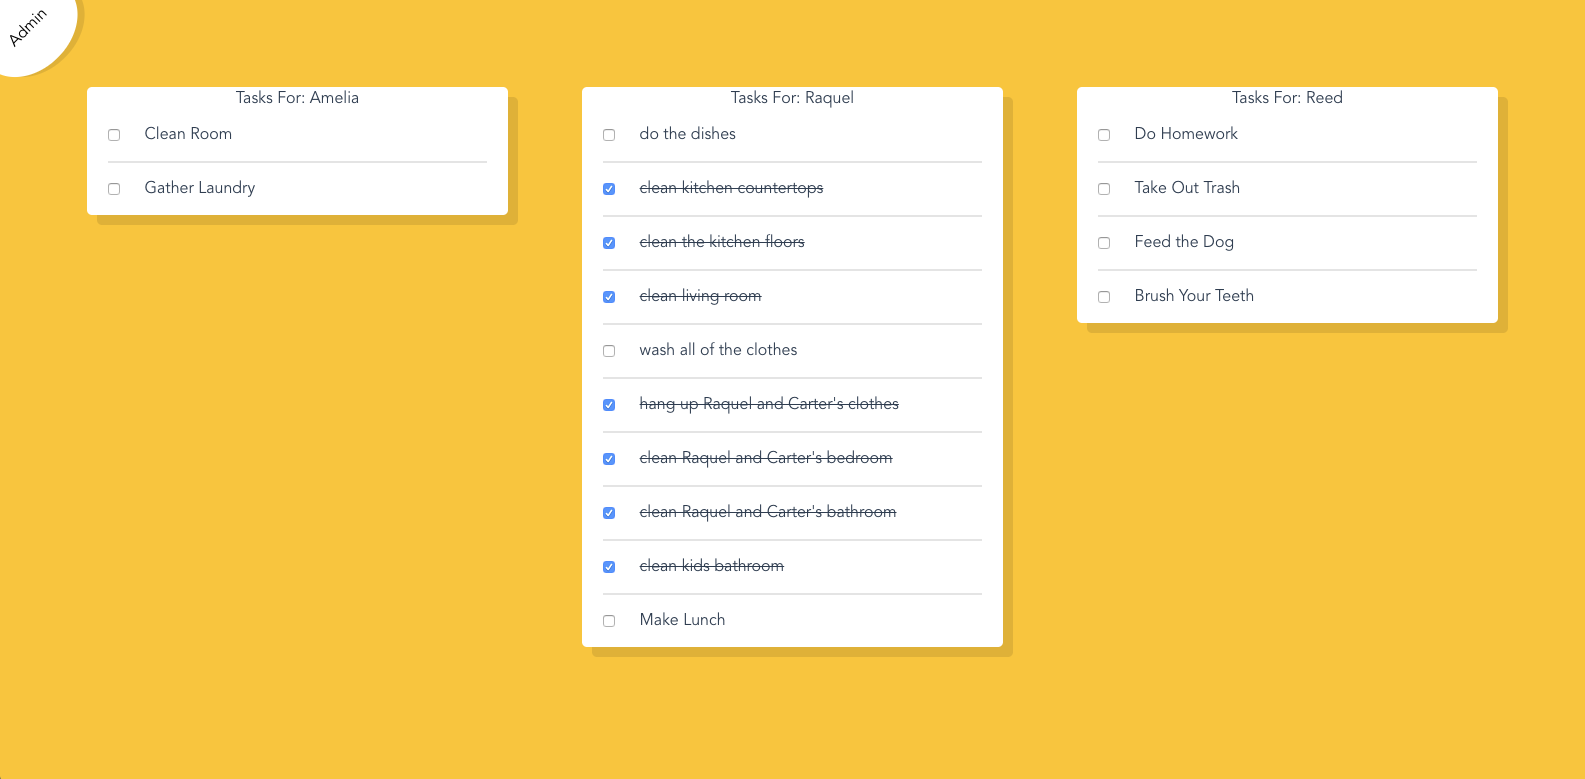 Admin
Tasks For: Amelia
Clean Room
Gather Laundry
Tasks For: Raquel
do the dishes
clean kitchen countertops
clean the kitchen floors
clean living room
wash all of the clothes
hang up Raquel and Carter's clothes
clean Raquel and Carter's bedroom
clean Raquel and Carter's bathroom
clean kids bathroom
Make Lunch
Tasks For: Reed
Do Homework
Take Out Trash
Feed the Dog
Brush Your Teeth